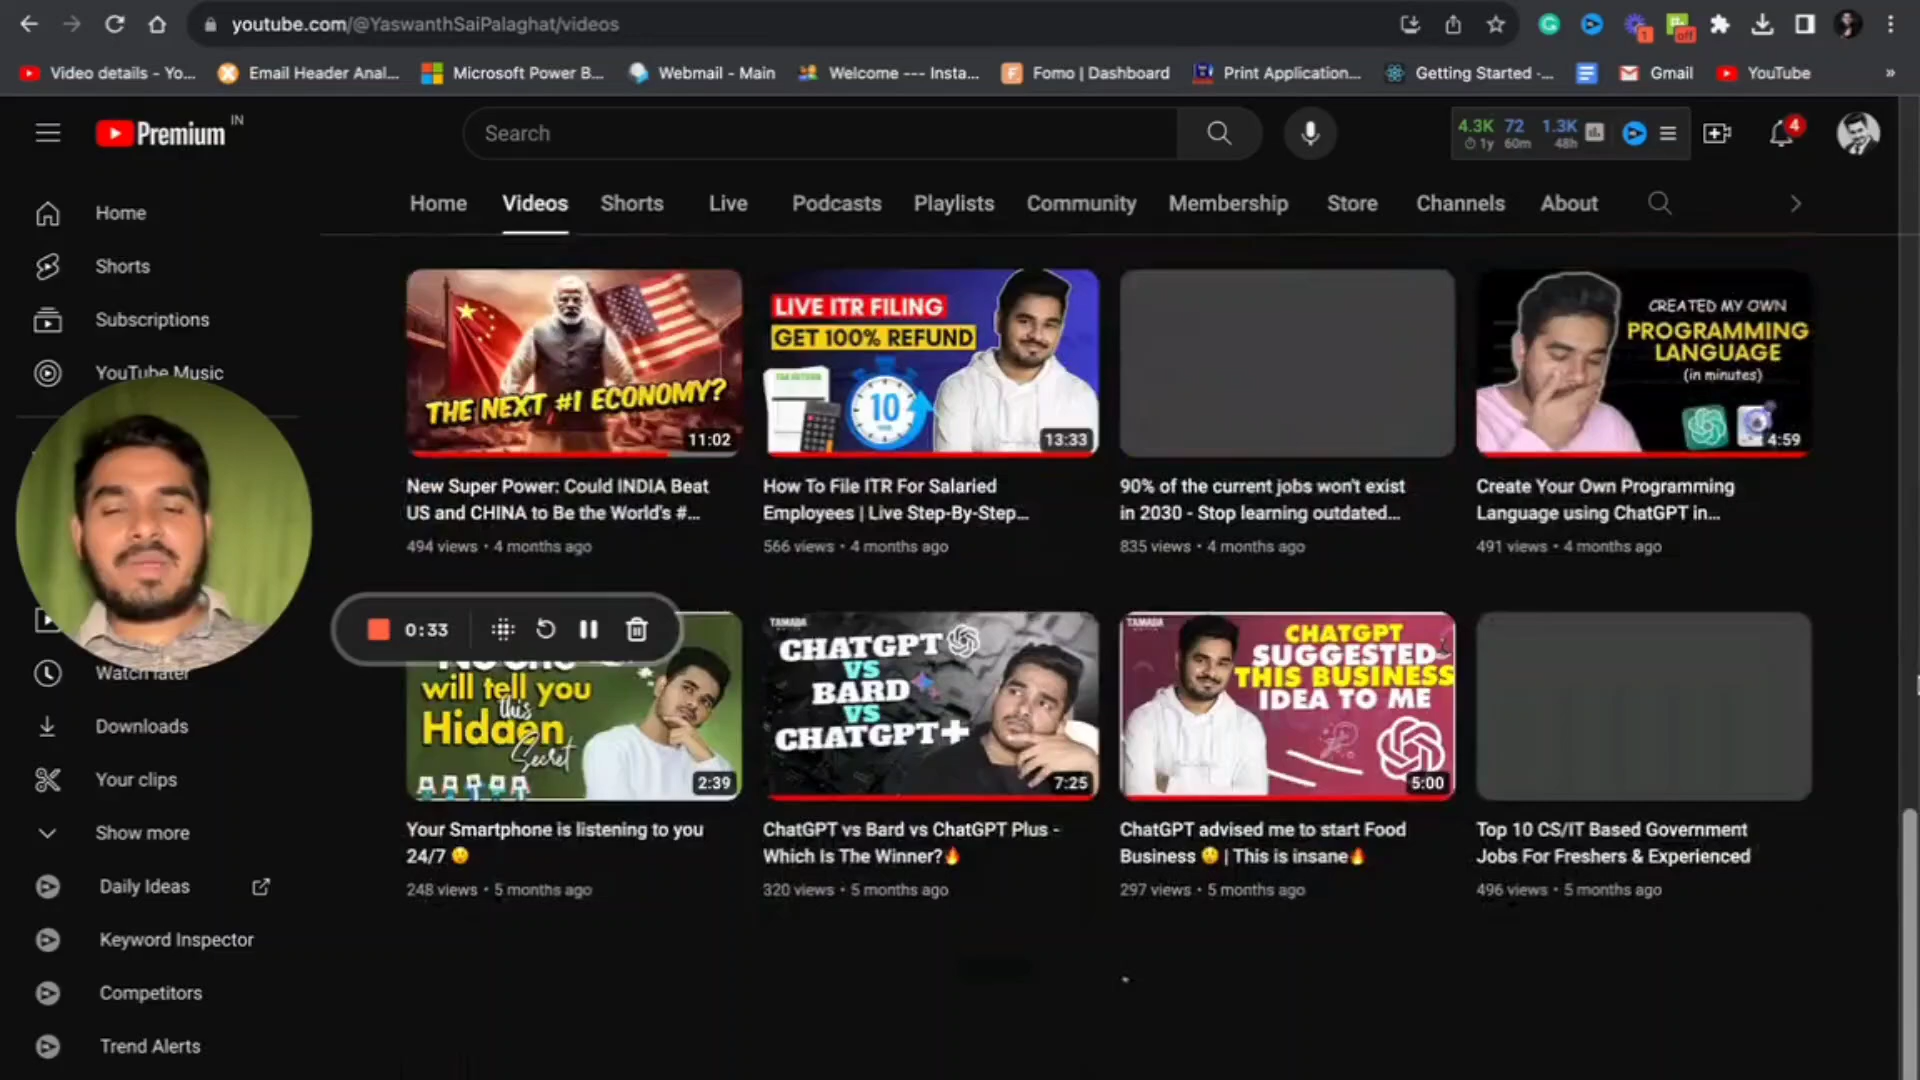 youtube.com/@YaswanthSaiPalaghat/videos
1
off
Video details - Yo...
Email Header Anal...
Microsoft Power B...
Webmail - Main
Welcome --- Insta...
Fomo | Dashboard
Print Application...
Getting Started -...
Gmail
YouTube
»
Premium IN
Search
4.3K 72 1.3K
1y 60m 48h
4
Home
Videos
Shorts
Live
Podcasts
Playlists
Community
Membership
Store
Channels
About
Home
Shorts
Subscriptions
YouTube Music
Watch later
Downloads
Your clips
Show more
Daily Ideas
Keyword Inspector
Competitors
Trend Alerts
THE NEXT #1 ECONOMY?
11:02
New Super Power: Could INDIA Beat
US and CHINA to Be the World's #...
494 views • 4 months ago
LIVE ITR FILING
GET 100% REFUND
10
13:33
How To File ITR For Salaried
Employees | Live Step-By-Step...
566 views • 4 months ago
90% of the current jobs won't exist
in 2030 - Stop learning outdated...
835 views • 4 months ago
CREATED MY OWN
PROGRAMMING
LANGUAGE
(in minutes)
4:59
Create Your Own Programming
Language using ChatGPT in...
491 views • 4 months ago
0:33
No one
will tell you
this
Hidden
Secret
2:39
Your Smartphone is listening to you
24/7 🤫
248 views • 5 months ago
TAMADA
CHATGPT
VS
BARD
VS
CHATGPT+
7:25
ChatGPT vs Bard vs ChatGPT Plus -
Which Is The Winner?🔥
320 views • 5 months ago
TAMADA
CHATGPT
SUGGESTED
THIS BUSINESS
IDEA TO ME
5:00
ChatGPT advised me to start Food
Business 🤫 | This is insane🔥
297 views • 5 months ago
Top 10 CS/IT Based Government
Jobs For Freshers & Experienced
496 views • 5 months ago